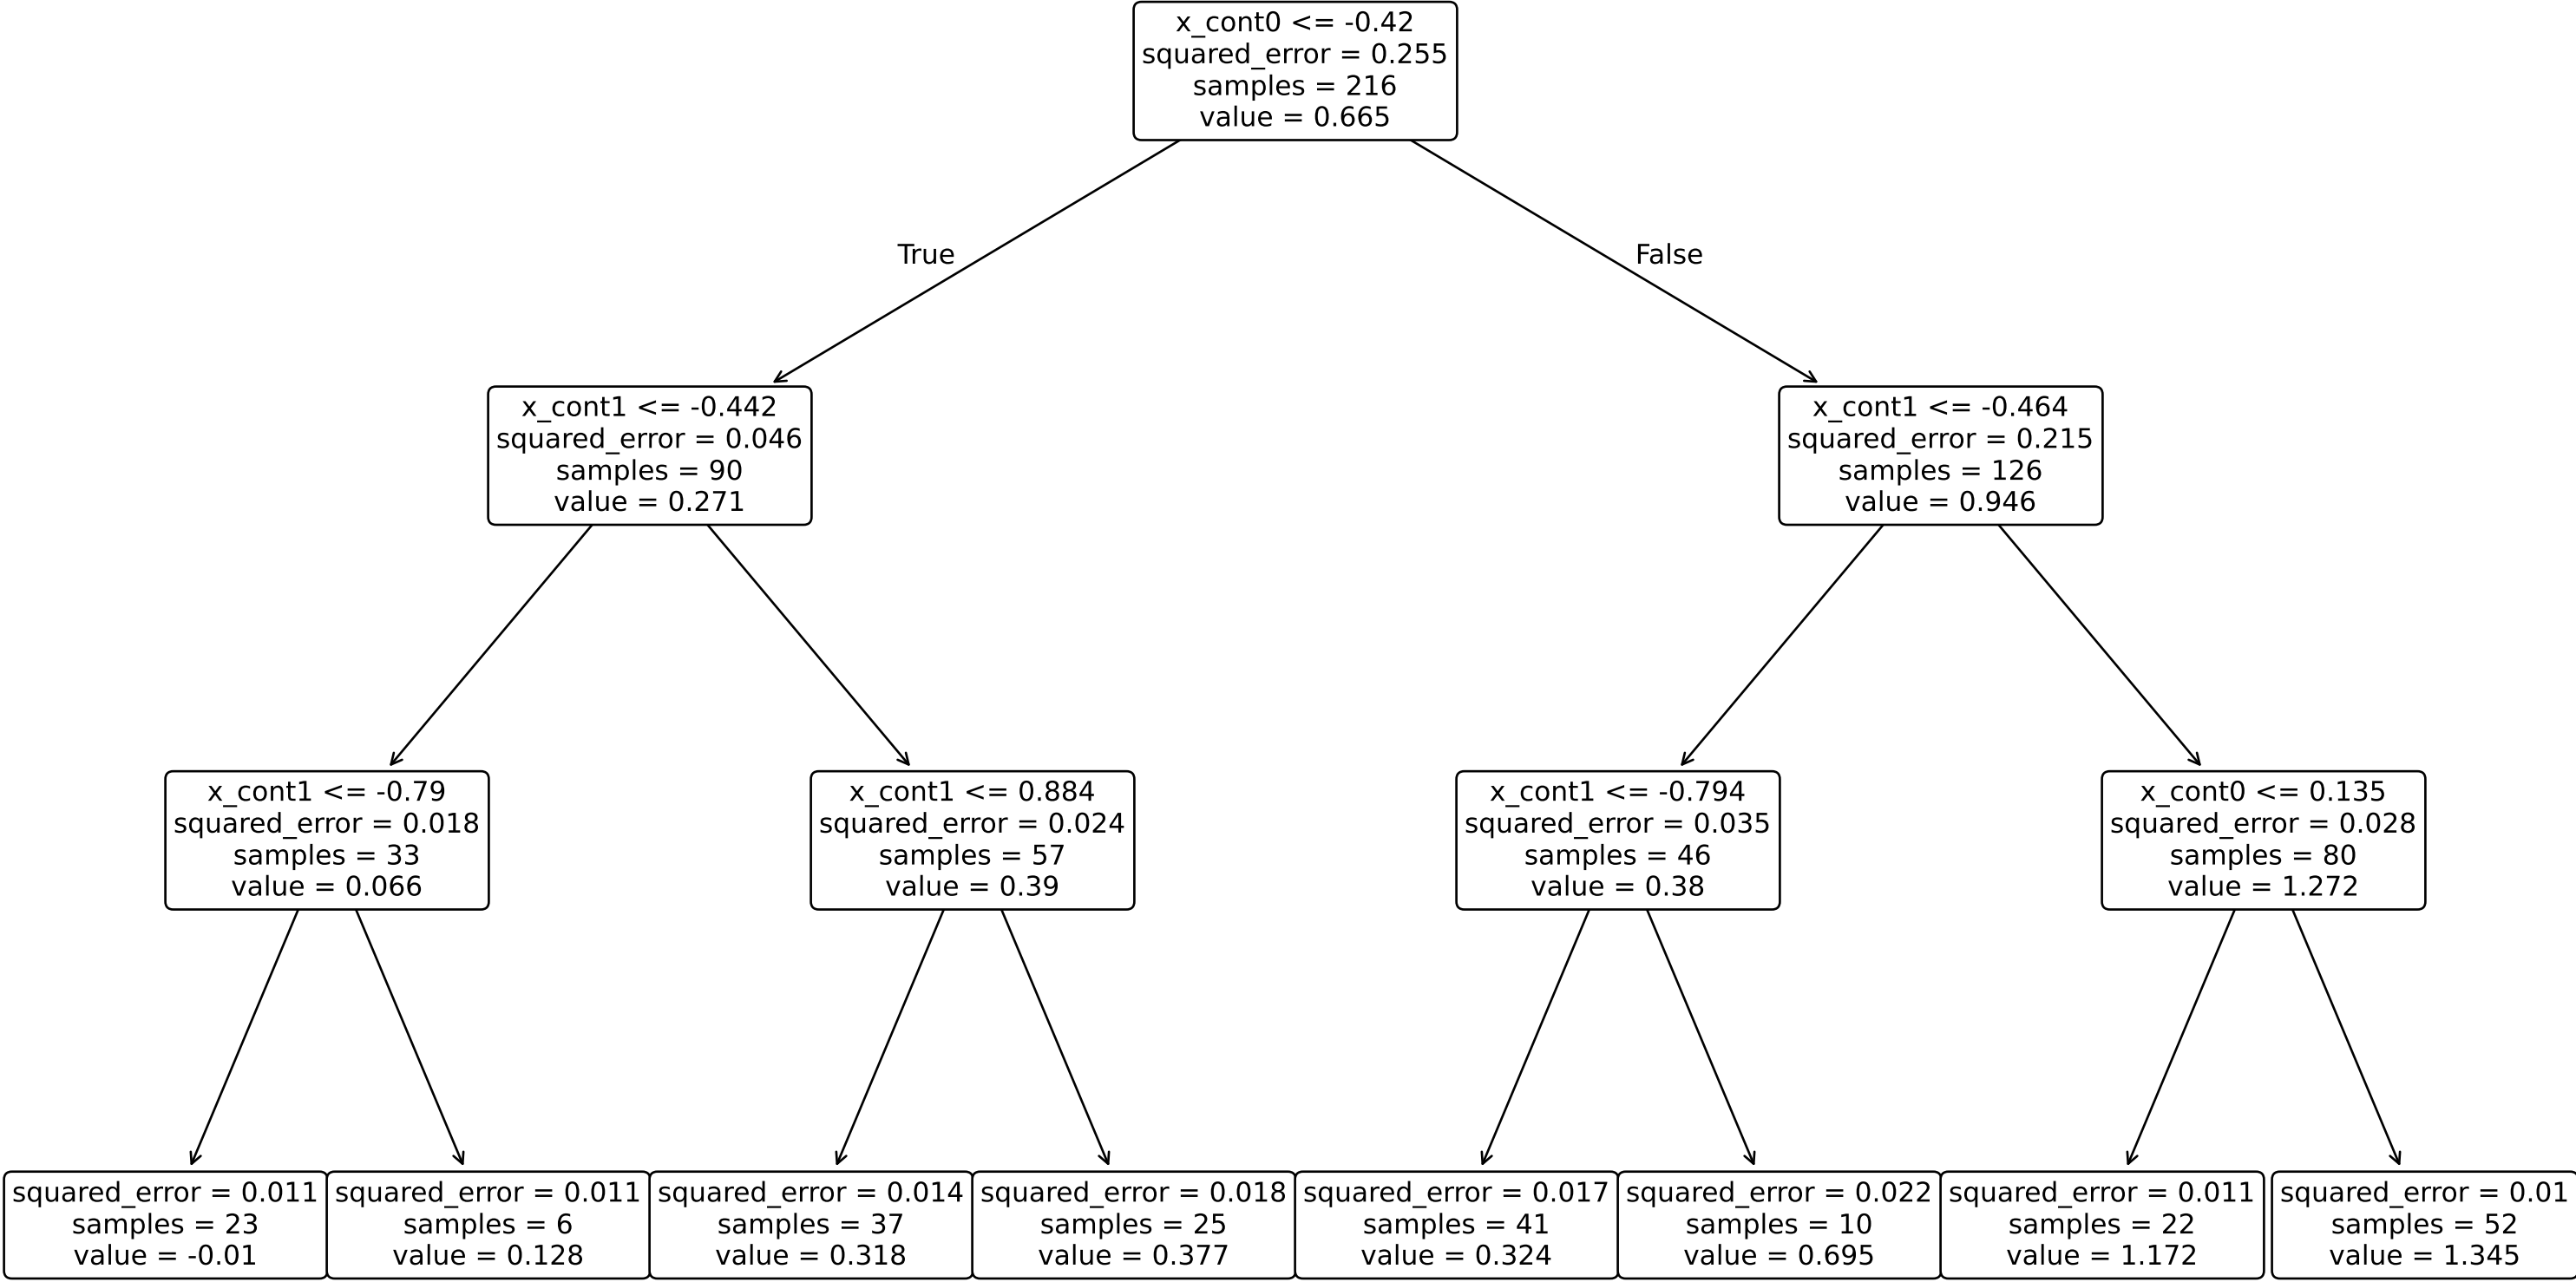 x_cont0 <= -0.42
squared_error = 0.255
samples = 216
value = 0.665
True
False
x_cont1 <= -0.442
squared_error = 0.046
samples = 90
value = 0.271
x_cont1 <= -0.464
squared_error = 0.215
samples = 126
value = 0.946
x_cont1 <= -0.79
squared_error = 0.018
samples = 33
value = 0.066
x_cont1 <= 0.884
squared_error = 0.024
samples = 57
value = 0.39
x_cont1 <= -0.794
squared_error = 0.035
samples = 46
value = 0.38
x_cont0 <= 0.135
squared_error = 0.028
samples = 80
value = 1.272
squared_error = 0.011
samples = 23
value = -0.01
squared_error = 0.011
samples = 6
value = 0.128
squared_error = 0.014
samples = 37
value = 0.318
squared_error = 0.018
samples = 25
value = 0.377
squared_error = 0.017
samples = 41
value = 0.324
squared_error = 0.022
samples = 10
value = 0.695
squared_error = 0.011
samples = 22
value = 1.172
squared_error = 0.01
samples = 52
value = 1.345